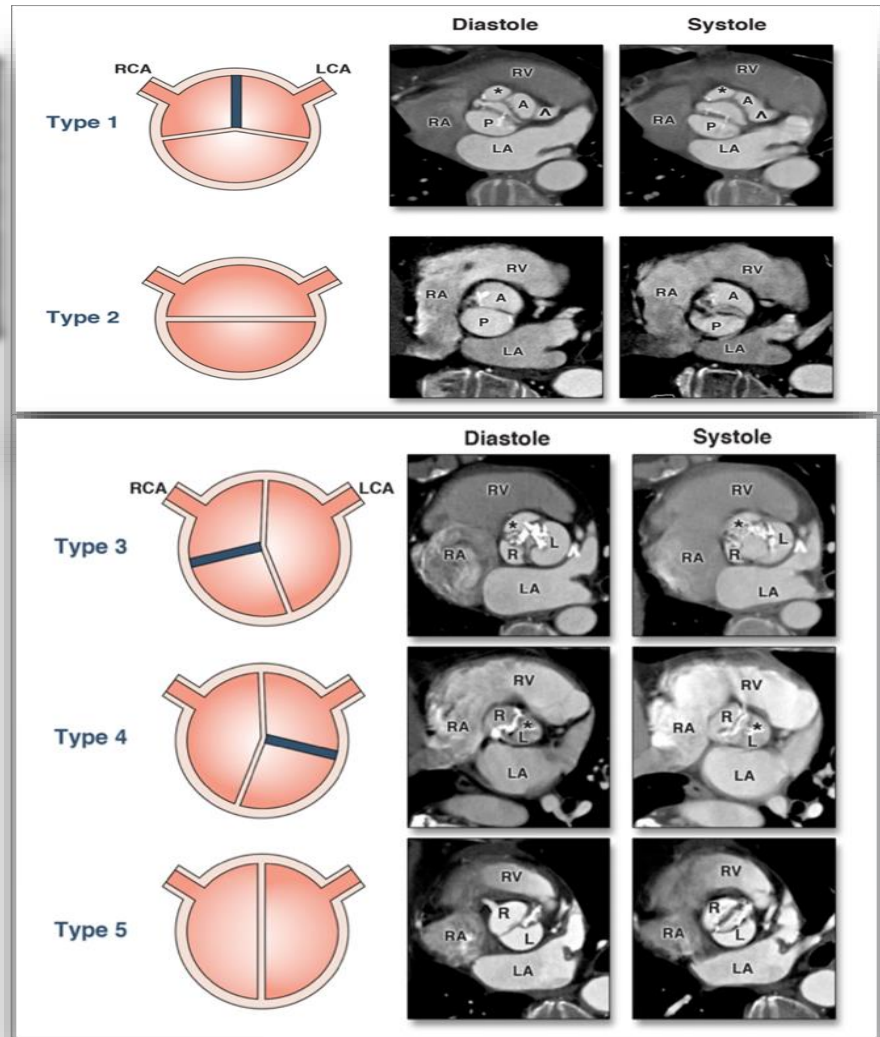 Diastole Systole
RCA LCA
Type 1
RV
*
A
^
RA
P
LA
RV
*
A
^
RA
P
LA
Type 2
RV
RA
A
P
LA
RV
RA
A
P
LA
Diastole Systole
RCA LCA
Type 3
RV
*
L
^
RA
R
LA
RV
*
L
^
RA
R
LA
Type 4
RV
R
*
RA
L
LA
RV
R
*
RA
L
LA
Type 5
RV
R
RA
L
LA
RV
R
RA
L
LA